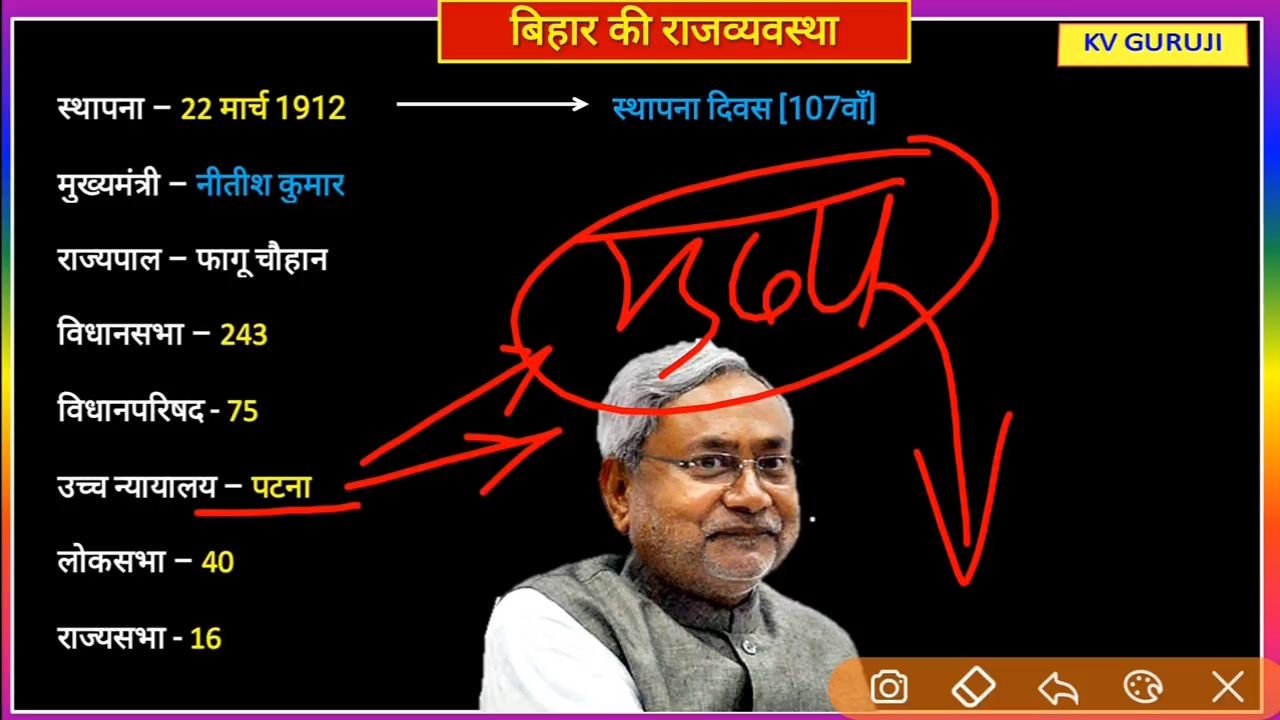 बिहार की राजव्यवस्था
KV GURUJI
स्थापना – 22 मार्च 1912
स्थापना दिवस [107वाँ]
मुख्यमंत्री – नीतीश कुमार
राज्यपाल – फागू चौहान
विधानसभा – 243
विधानपरिषद - 75
उच्च न्यायालय – पटना
लोकसभा – 40
राज्यसभा - 16